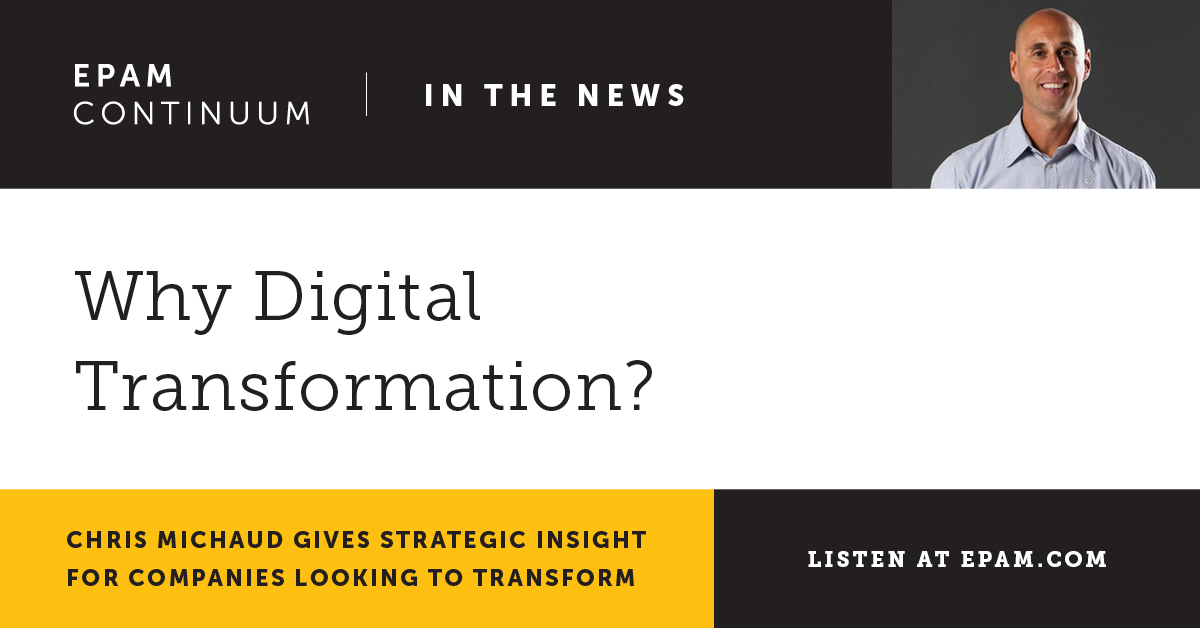 EPAM
CONTINUUM
IN THE NEWS
Why Digital
Transformation?
CHRIS MICHAUD GIVES STRATEGIC INSIGHT
FOR COMPANIES LOOKING TO TRANSFORM
LISTEN AT EPAM.COM